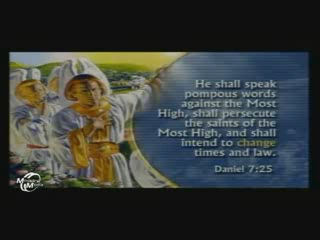 He shall speak
pompous words
against the Most
High, shall persecute
the saints of the
Most High, and shall
intend to change
times and law.
Daniel 7:25